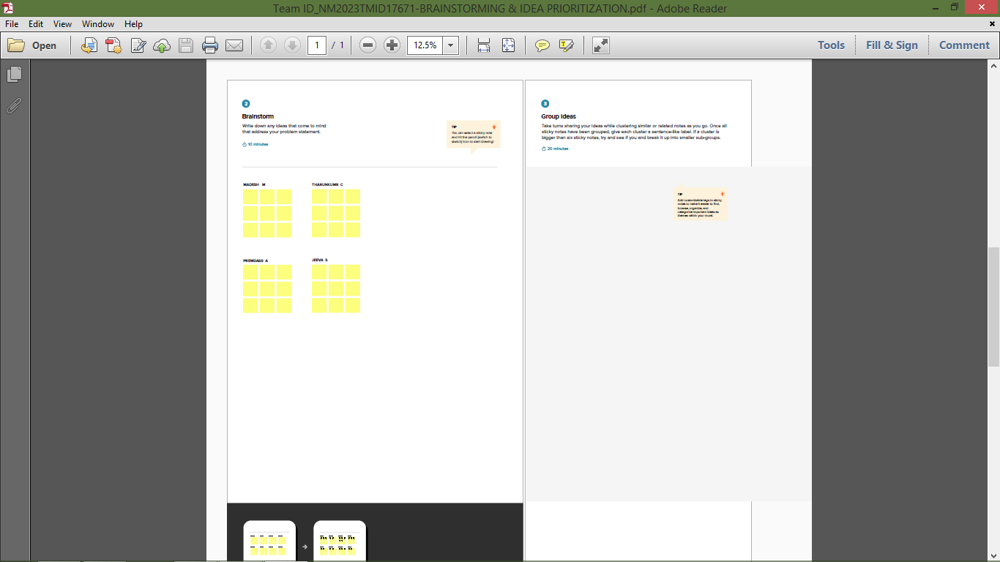 Team ID_NM2023TMID17671-BRAINSTORMING & IDEA PRIORITIZATION.pdf - Adobe Reader
File Edit View Window Help
Open
1 / 1
12.5%
Tools Fill & Sign Comment
2
Brainstorm
Write down any ideas that come to mind
that address your problem statement.
10 minutes
TIP
You can select a sticky note
and hit the pencil [switch to
sketch] icon to start drawing!
MADESH M
THARUNKUMR C
PREMDASS A
JEEVA S
3
Group ideas
Take turns sharing your ideas while clustering similar or related notes as you go. Once all
sticky notes have been grouped, give each cluster a sentence-like label. If a cluster is
bigger than six sticky notes, try and see if you and break it up into smaller sub-groups.
20 minutes
TIP
Add customizable tags to sticky
notes to make it easier to find,
browse, organize, and
categorize important ideas as
themes within your mural.